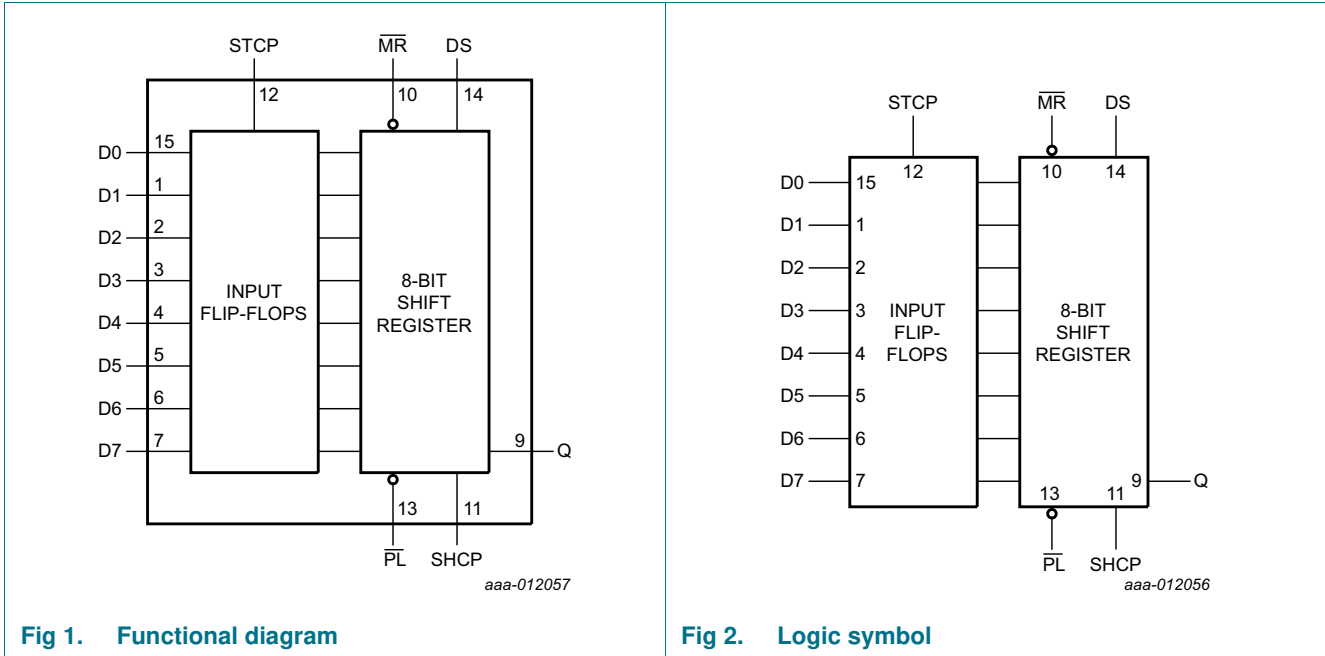 STCP
M̅R̅
DS
12
10
14
D0
15
D1
1
D2
2
D3
3
D4
4
D5
5
D6
6
D7
7
INPUT
FLIP-FLOPS
8-BIT
SHIFT
REGISTER
9
Q
13
11
P̅L̅
SHCP
aaa-012057
Fig 1. Functional diagram
STCP
M̅R̅
DS
12
10
14
D0
15
D1
1
D2
2
D3
3
D4
4
D5
5
D6
6
D7
7
INPUT
FLIP-
FLOPS
8-BIT
SHIFT
REGISTER
9
Q
13
11
P̅L̅
SHCP
aaa-012056
Fig 2. Logic symbol